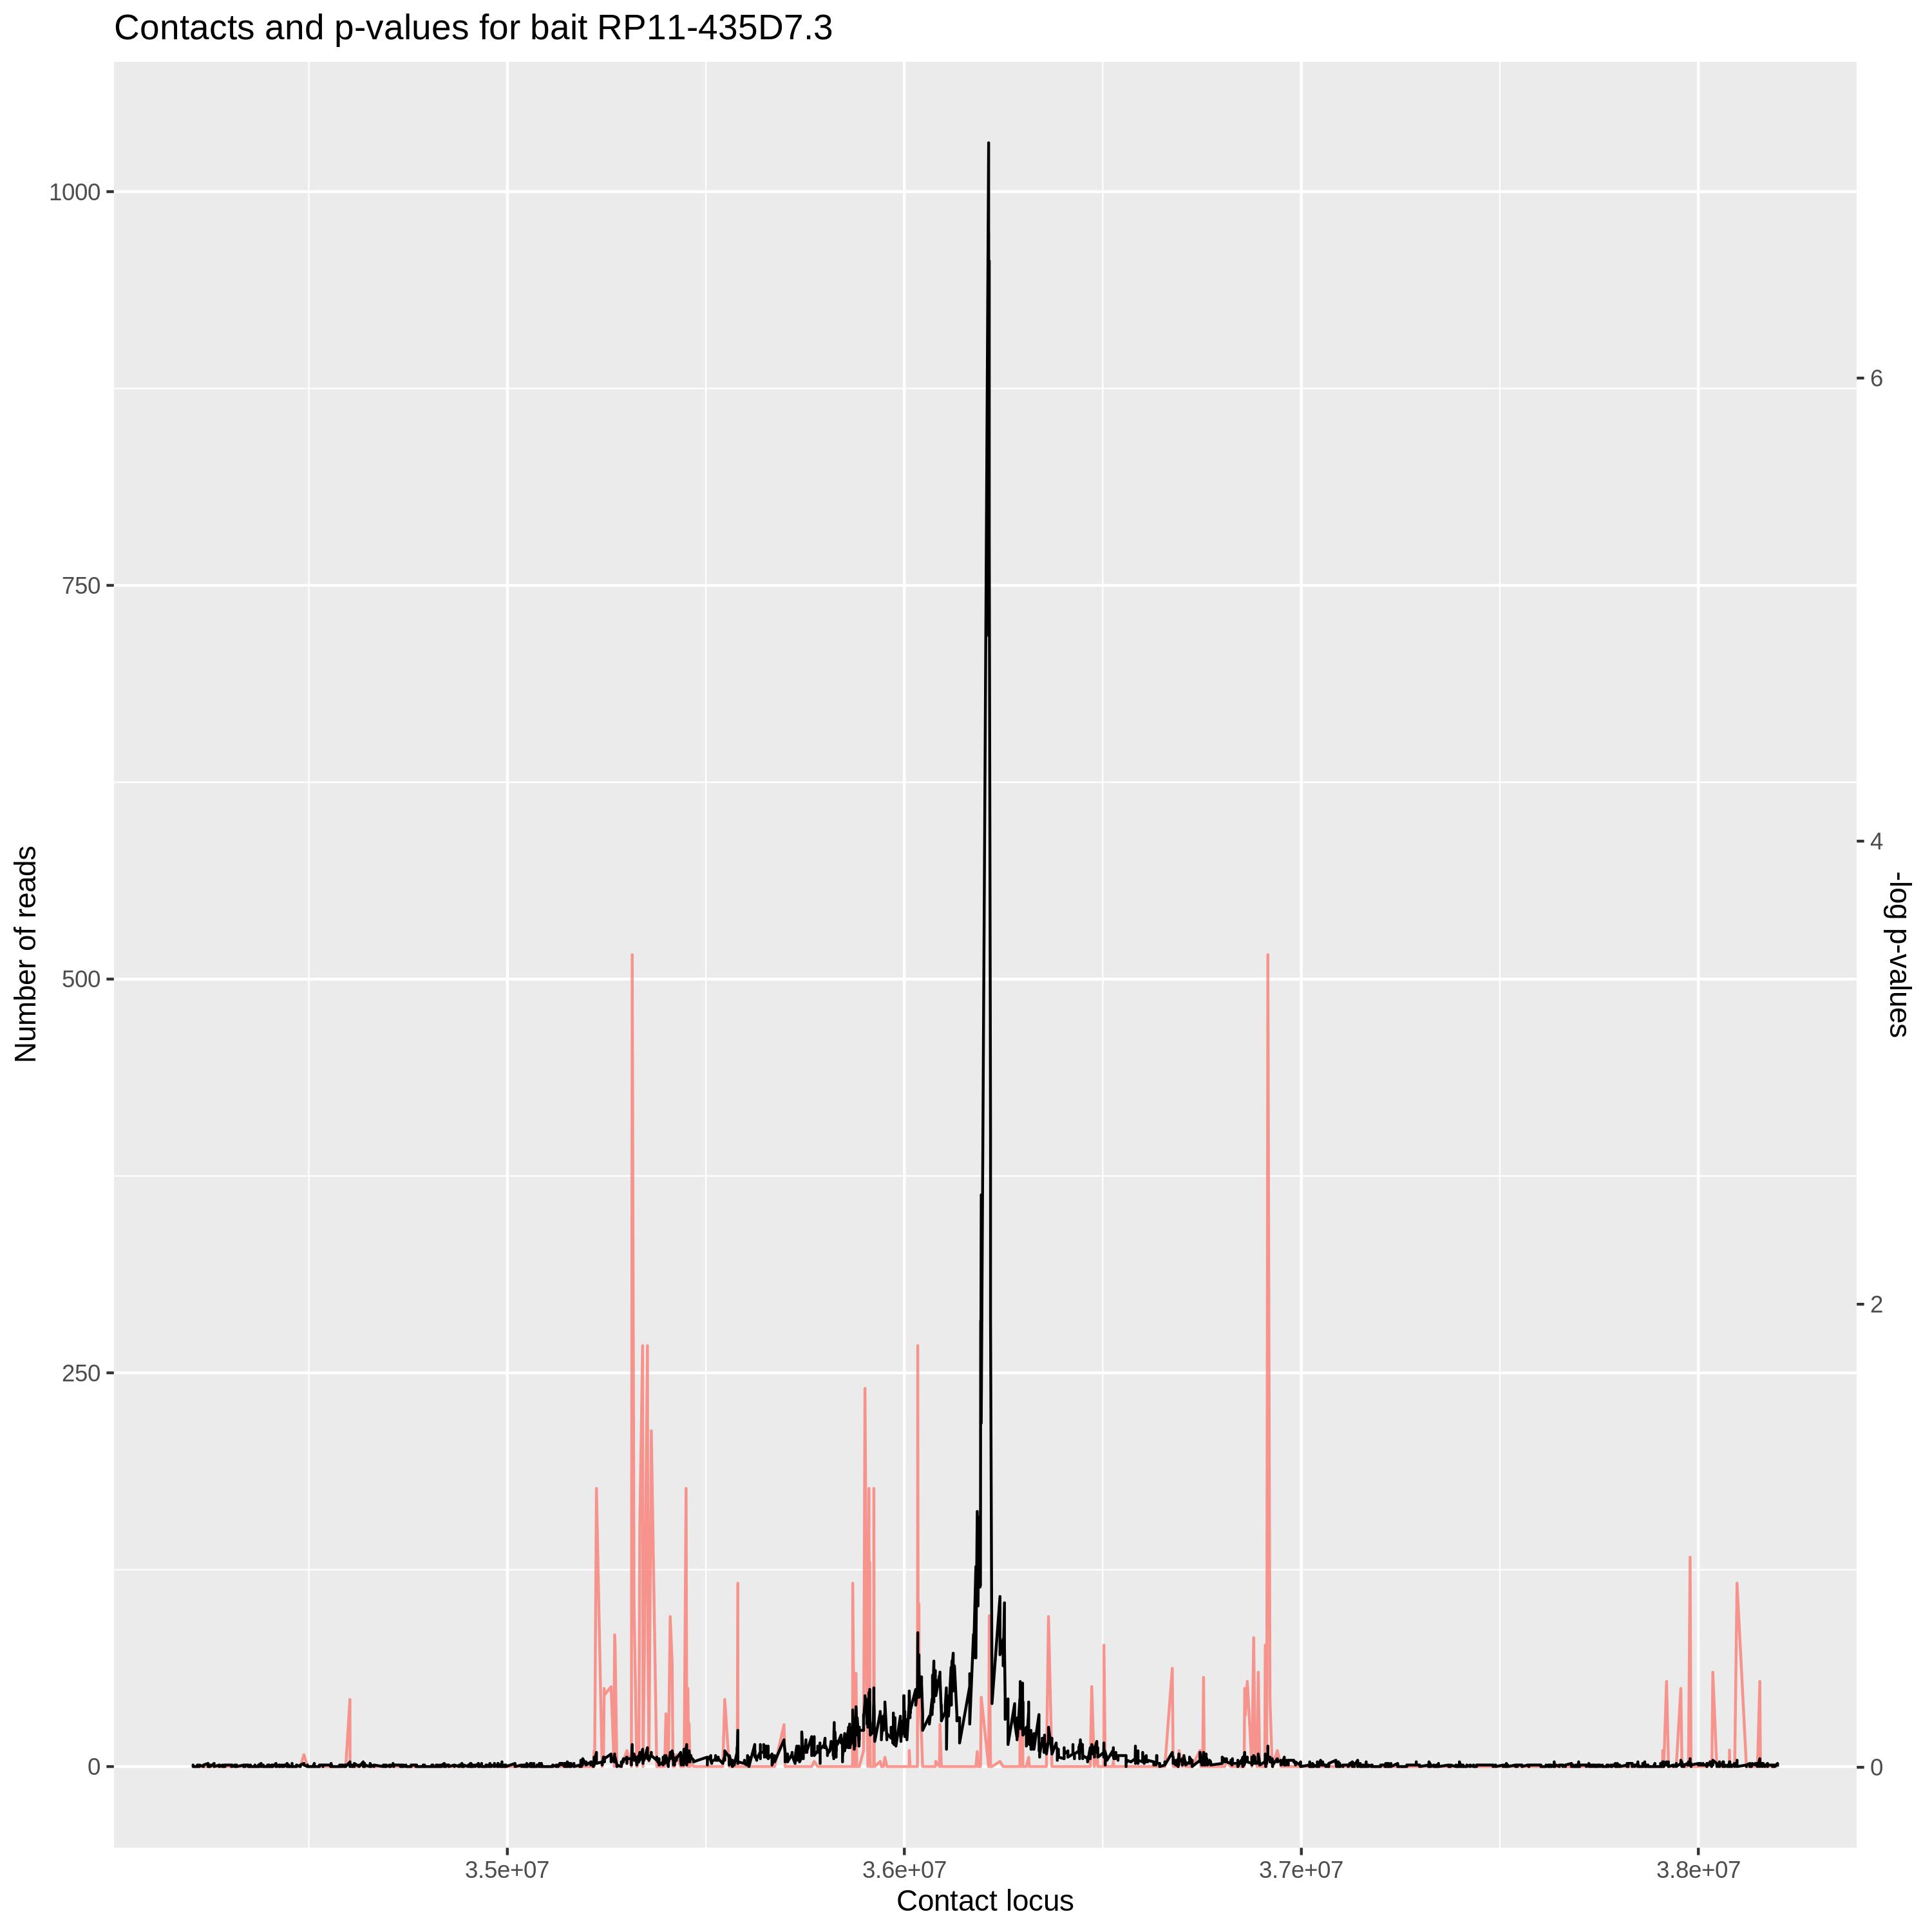 Contacts and p-values for bait RP11-435D7.3
1000
750
500
250
0
Number of reads
6
4
2
0
-log p-values
3.5e+07
3.6e+07
3.7e+07
3.8e+07
Contact locus